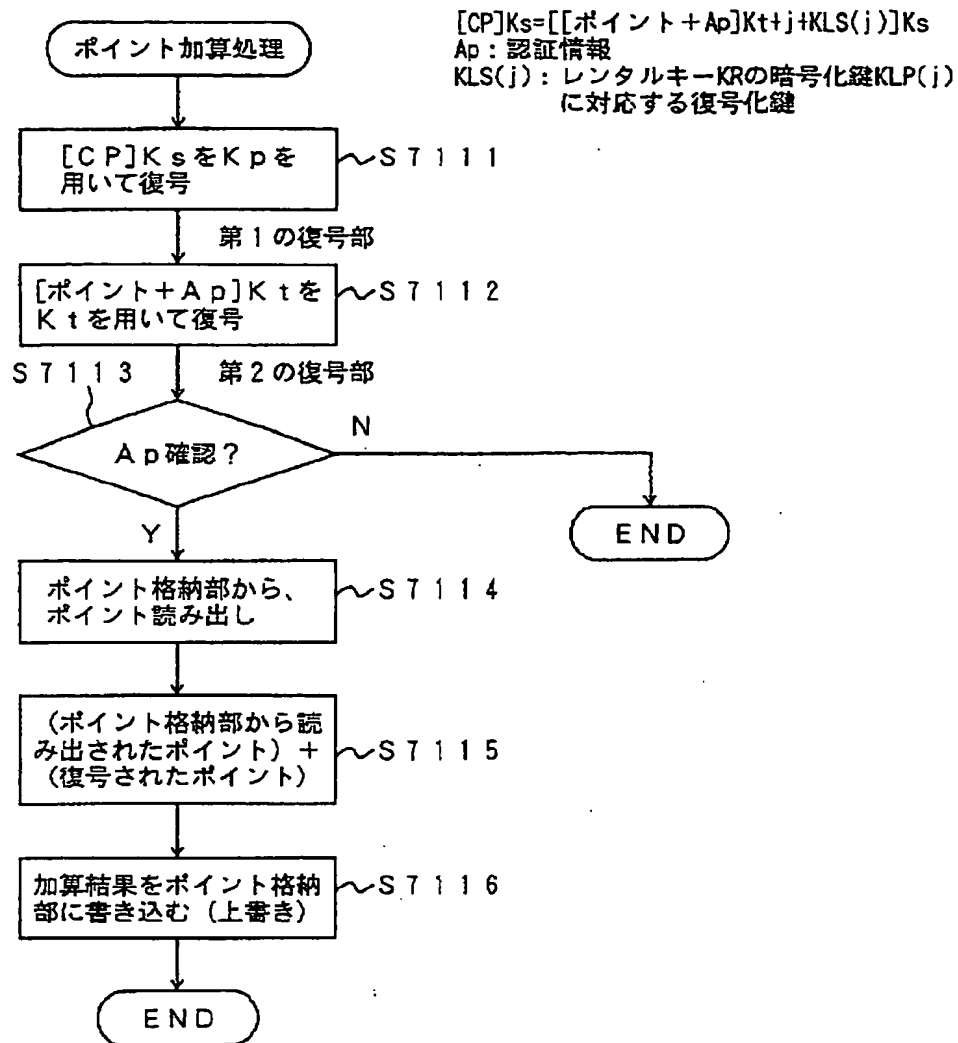 [CP]Ks=[[ポイント+Ap]Kt+j+KLS(j)]Ks
Ap:認証情報
KLS(j):レンタルキーKRの暗号化鍵KLP(j)
に対応する復号化鍵
ポイント加算処理
[CP]KsをKpを
用いて復号
S7111
第1の復号部
[ポイント+Ap]Ktを
Ktを用いて復号
S7112
S7113
第2の復号部
Ap確認?
N
END
Y
ポイント格納部から、
ポイント読み出し
S7114
(ポイント格納部から読
み出されたポイント)+
(復号されたポイント)
S7115
加算結果をポイント格納
部に書き込む(上書き)
S7116
END